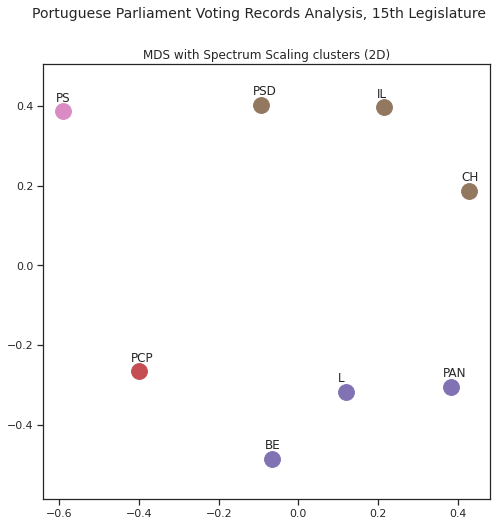 Portuguese Parliament Voting Records Analysis, 15th Legislature
MDS with Spectrum Scaling clusters (2D)
PS
PSD
IL
CH
PCP
L
PAN
BE
0.4
0.2
0.0
−0.2
−0.4
−0.6
−0.4
−0.2
0.0
0.2
0.4